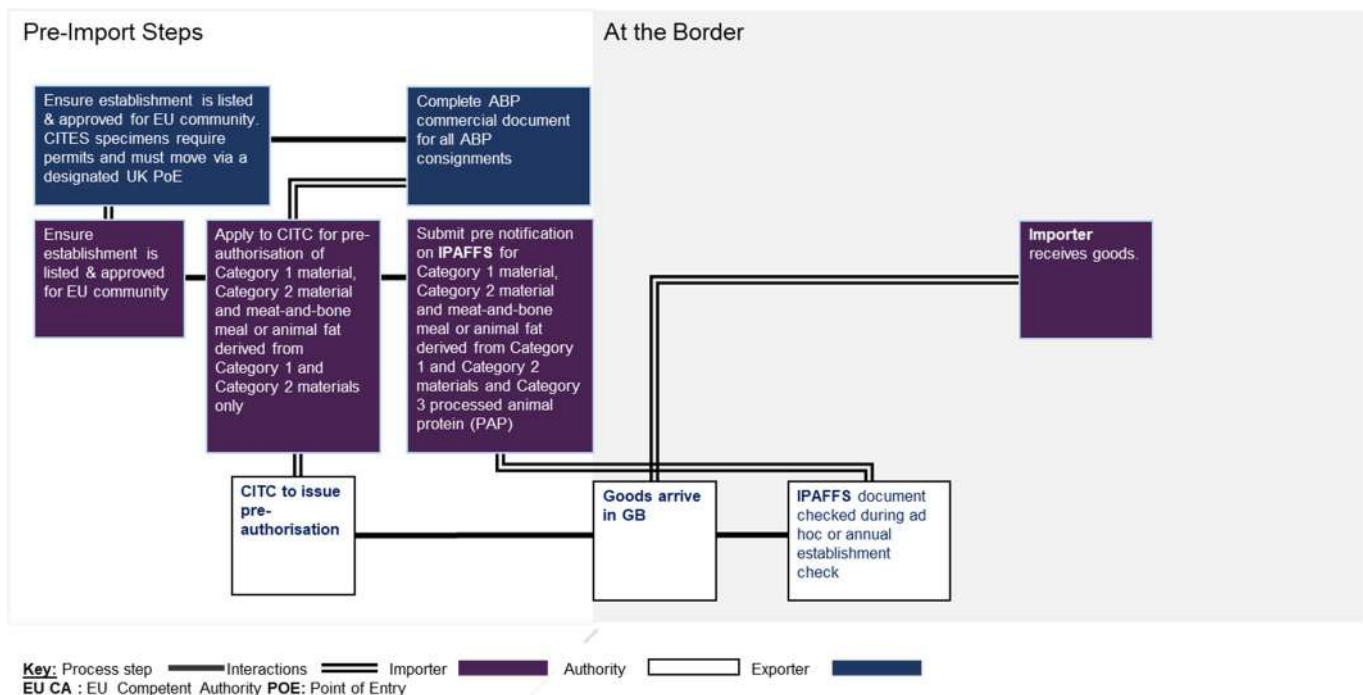 Pre-Import Steps
At the Border
Ensure establishment is listed
& approved for EU community.
CITES specimens require
permits and must move via a
designated UK PoE
Complete ABP
commercial document
for all ABP
consignments
Ensure
establishment is
listed & approved
for EU community
Apply to CITC for pre-
authorisation of
Category 1 material,
Category 2 material
and meat-and-bone
meal or animal fat
derived from
Category 1 and
Category 2 materials
only
Submit pre notification
on IPAFFS for
Category 1 material,
Category 2 material
and meat-and-bone
meal or animal fat
derived from Category
1 and Category 2
materials and Category
3 processed animal
protein (PAP)
Importer
receives goods.
CITC to issue
pre-
authorisation
Goods arrive
in GB
IPAFFS document
checked during ad
hoc or annual
establishment
check
Key: Process step Interactions Importer Authority Exporter
EU CA : EU Competent Authority POE: Point of Entry